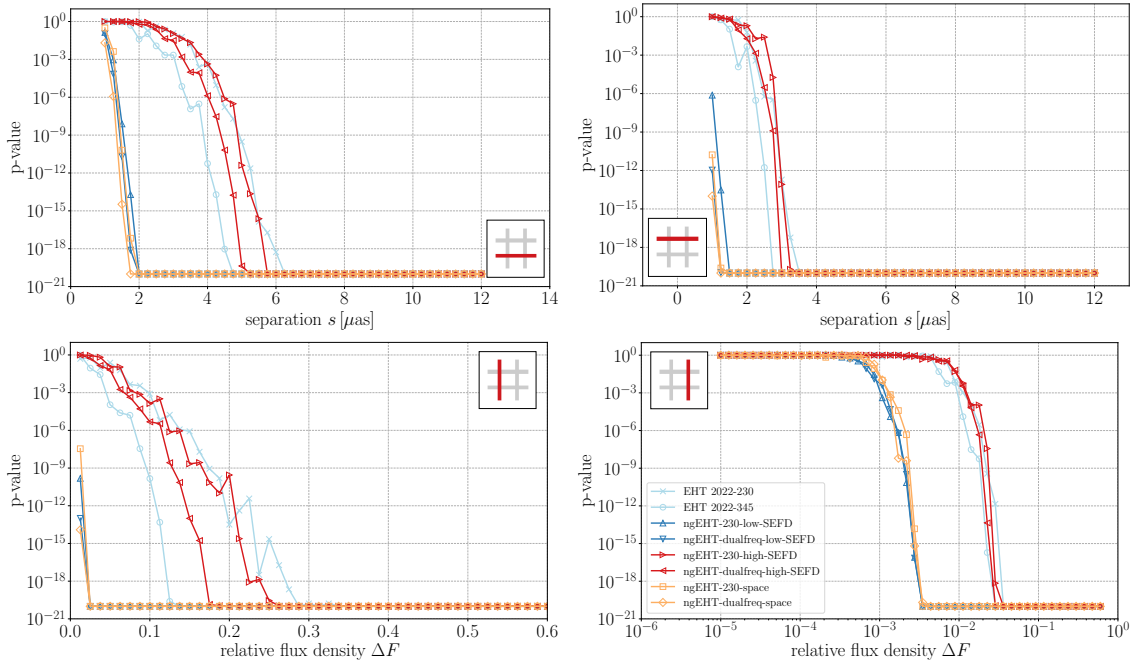 10^0
10^-3
10^-6
10^-9
10^-12
10^-15
10^-18
10^-21
p-value
0 2 4 6 8 10 12 14
separation s [μas]
10^0
10^-3
10^-6
10^-9
10^-12
10^-15
10^-18
10^-21
p-value
0 2 4 6 8 10 12
separation s [μas]
10^0
10^-3
10^-6
10^-9
10^-12
10^-15
10^-18
10^-21
p-value
0.0 0.1 0.2 0.3 0.4 0.5 0.6
relative flux density ΔF
10^0
10^-3
10^-6
10^-9
10^-12
10^-15
10^-18
10^-21
p-value
EHT 2022-230
EHT 2022-345
ngEHT-230-low-SEFD
ngEHT-dualfreq-low-SEFD
ngEHT-230-high-SEFD
ngEHT-dualfreq-high-SEFD
ngEHT-230-space
ngEHT-dualfreq-space
10^-6 10^-5 10^-4 10^-3 10^-2 10^-1 10^0
relative flux density ΔF